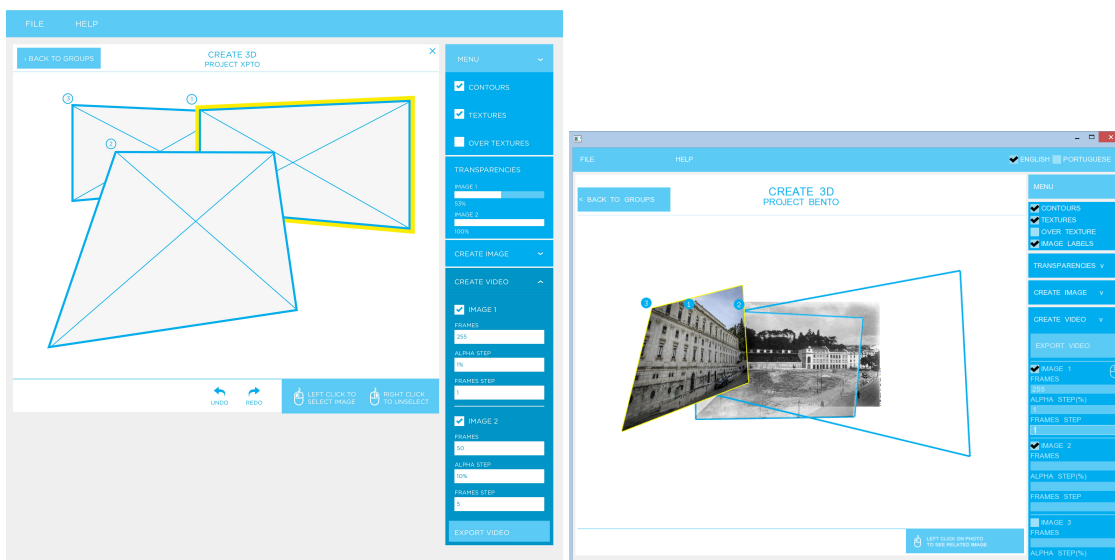 FILE HELP
‹ BACK TO GROUPS
CREATE 3D
PROJECT XPTO
×
3
1
2
UNDO
REDO
LEFT CLICK TO
SELECT IMAGE
RIGHT CLICK
TO UNSELECT
MENU
CONTOURS
TEXTURES
OVER TEXTURES
TRANSPARENCIES
IMAGE 1
53%
IMAGE 2
100%
CREATE IMAGE
CREATE VIDEO
IMAGE 1
FRAMES
255
ALPHA STEP
1%
FRAMES STEP
1
IMAGE 2
FRAMES
50
ALPHA STEP
10%
FRAMES STEP
5
EXPORT VIDEO
FILE HELP
ENGLISH PORTUGUESE
< BACK TO GROUPS
CREATE 3D
PROJECT BENTO
3 1 2
LEFT CLICK ON PHOTO
TO SEE RELATED IMAGE
MENU
CONTOURS
TEXTURES
OVER TEXTURE
IMAGE LABELS
TRANSPARENCIES v
CREATE IMAGE v
CREATE VIDEO v
EXPORT VIDEO
IMAGE 1
FRAMES
255
ALPHA STEP(%)
1
FRAMES STEP
1
IMAGE 2
FRAMES
ALPHA STEP(%)
FRAMES STEP
IMAGE 3
FRAMES
ALPHA STEP(%)